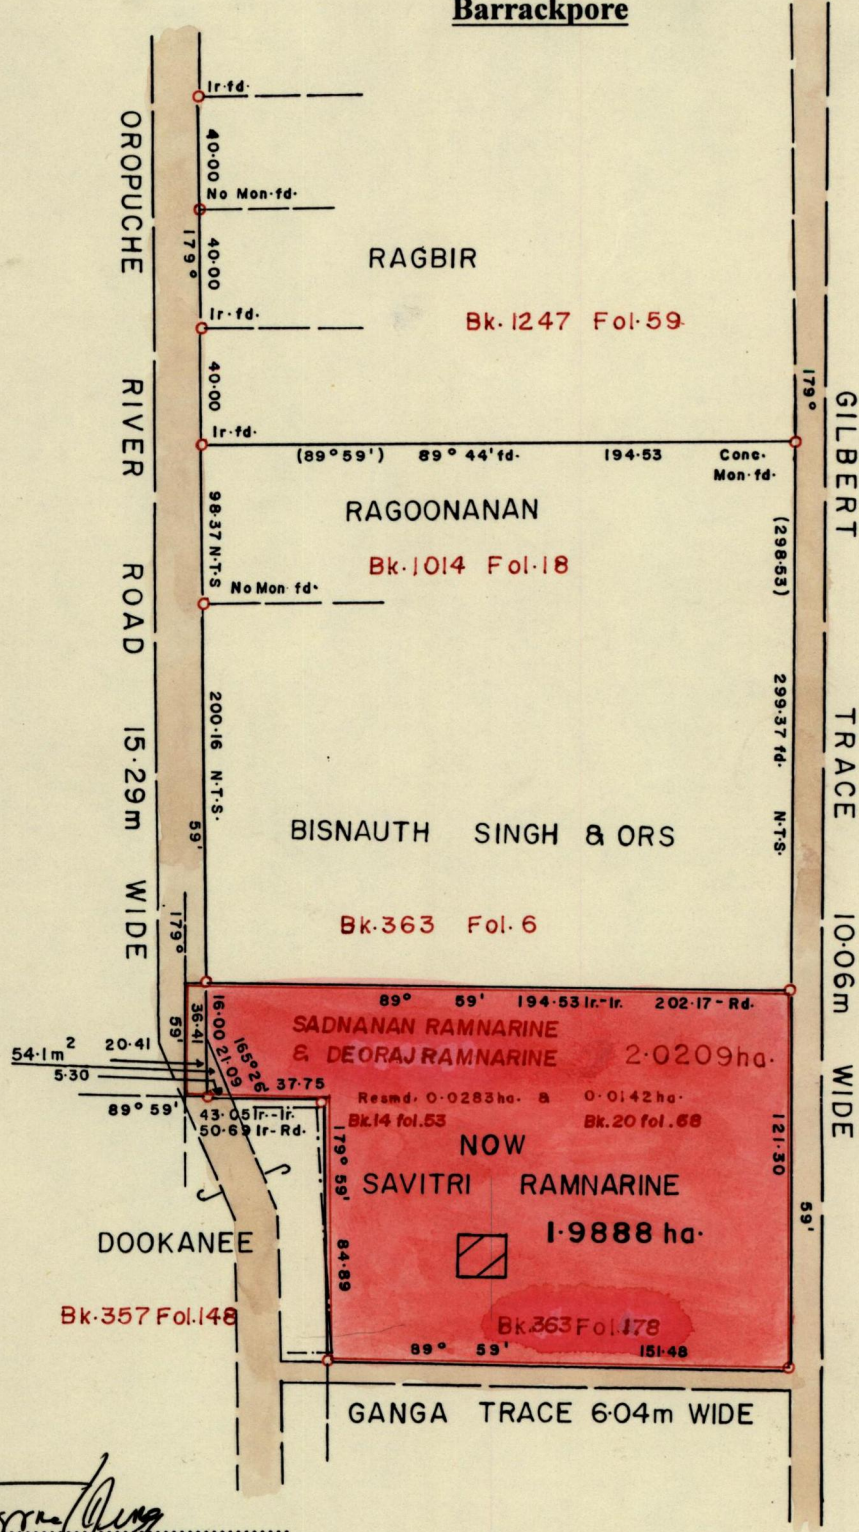 Barrackpore
Ir·fd·
40·00
No Mon·fd·
179°
40·00
RAGBIR
Bk·1247 Fol·59
Ir·fd·
40·00
179°
Ir·fd·
(89°59') 89° 44'fd· 194·53 Conc·
Mon·fd·
OROPUCHE RIVER ROAD 15·29m WIDE
GILBERT TRACE 10·06m WIDE
98·37 N·T·S
RAGOONANAN
Bk·1014 Fol·18
(298·53)
No Mon fd·
200·16 N·T·S·
299·37 fd· N·T·S·
59'
BISNAUTH SINGH & ORS
Bk·363 Fol·6
179°
59'
89° 59' 194·53 Ir.-Ir. 202·17-Rd.
36·41
16·00 21·09
165°26'
SADNANAN RAMNARINE
& DEORAJ RAMNARINE 2·0209ha·
54·1m² 20·41
5·30
37·75
89° 59'
43·05 Ir.-Ir.
50·69 Ir-Rd.
Resmd. 0·0283ha. & 0·0142ha.
Bk.14 fol.53 Bk.20 fol.68
NOW
SAVITRI RAMNARINE
1·9888 ha·
179° 59'
84·89
121·30
59'
DOOKANEE
Bk·357 Fol.148
Bk.363 Fol.178
89° 59' 151·48
GANGA TRACE 6·04m WIDE